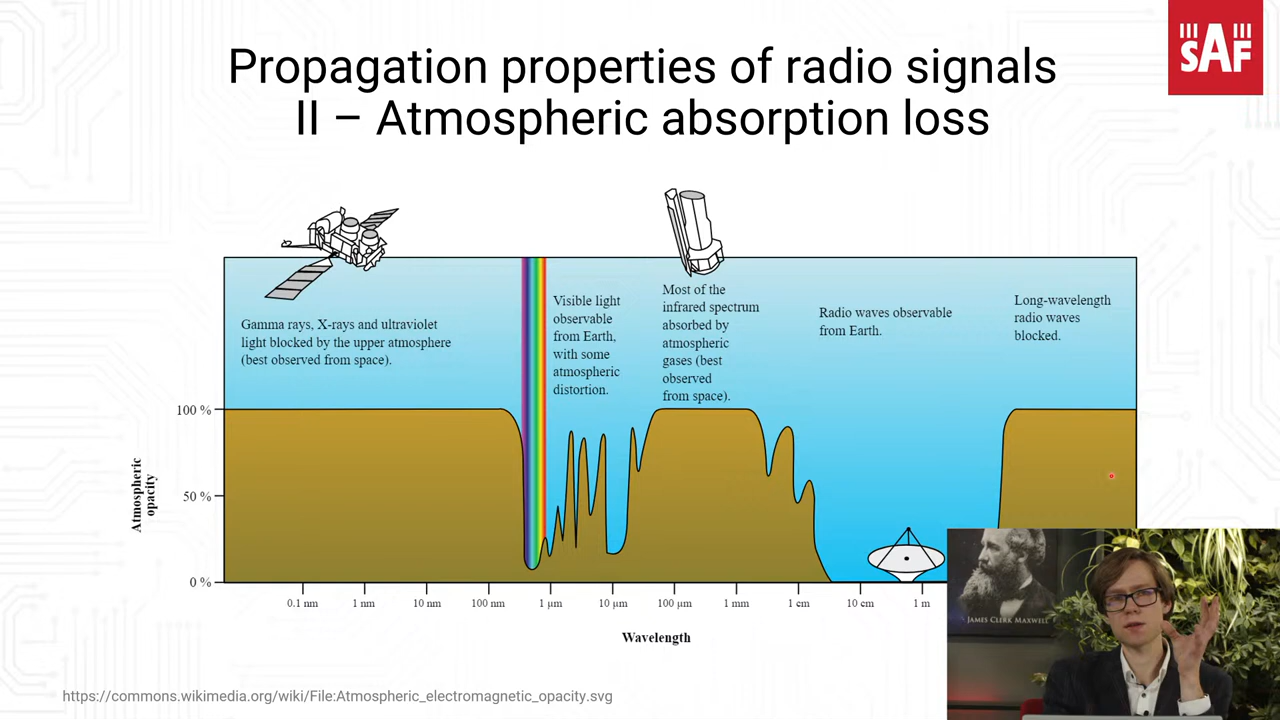 Propagation properties of radio signals
II – Atmospheric absorption loss
SAF
Gamma rays, X-rays and ultraviolet
light blocked by the upper atmosphere
(best observed from space).
Visible light
observable
from Earth,
with some
atmospheric
distortion.
Most of the
infrared spectrum
absorbed by
atmospheric
gases (best
observed
from space).
Radio waves observable
from Earth.
Long-wavelength
radio waves
blocked.
Atmospheric
opacity
100 %
50 %
0 %
0.1 nm
1 nm
10 nm
100 nm
1 μm
10 μm
100 μm
1 mm
1 cm
10 cm
1 m
Wavelength
JAMES CLERK MAXWELL
https://commons.wikimedia.org/wiki/File:Atmospheric_electromagnetic_opacity.svg